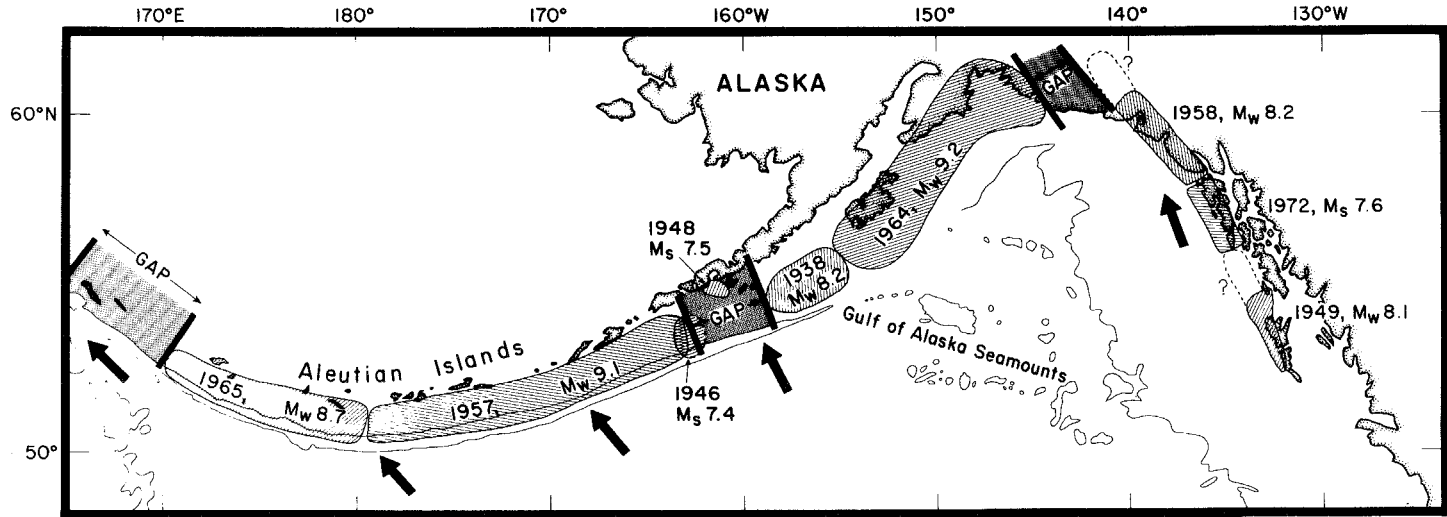 170°E 180° 170° 160°W 150° 140° 130°W
60°N
50°
ALASKA
GAP
1958, Mw 8.2
1972, Ms 7.6
?
?
1949, Mw 8.1
1964, Mw 9.2
1948
Ms 7.5
1938
Mw 8.2
GAP
GAP
Gulf of Alaska Seamounts
Aleutian Islands
1946
Ms 7.4
1957, Mw 9.1
1965, Mw 8.7